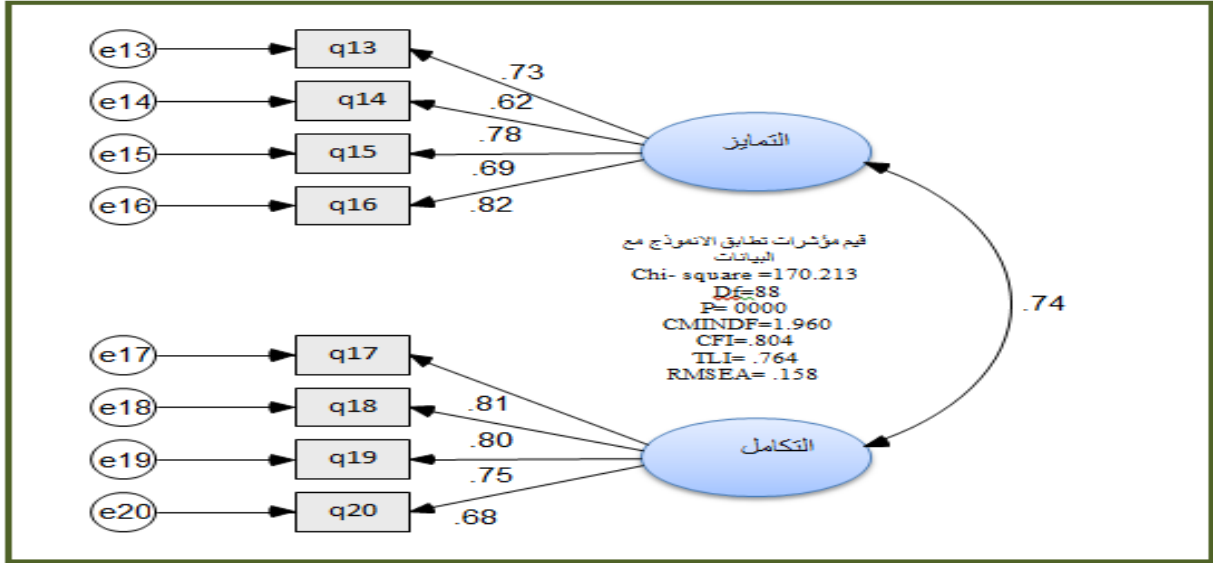 e13
q13
.73
e14
q14
.62
التمايز
e15
q15
.78
e16
q16
.69
.82
قيم مؤشرات تطابق الانموذج مع
البيانات
Chi- square =170.213
Df=88
P= 0000
CMINDF=1.960
CFI=.804
TLI= .764
RMSEA= .158
.74
e17
q17
e18
q18
.81
e19
q19
.80
التكامل
.75
e20
q20
.68